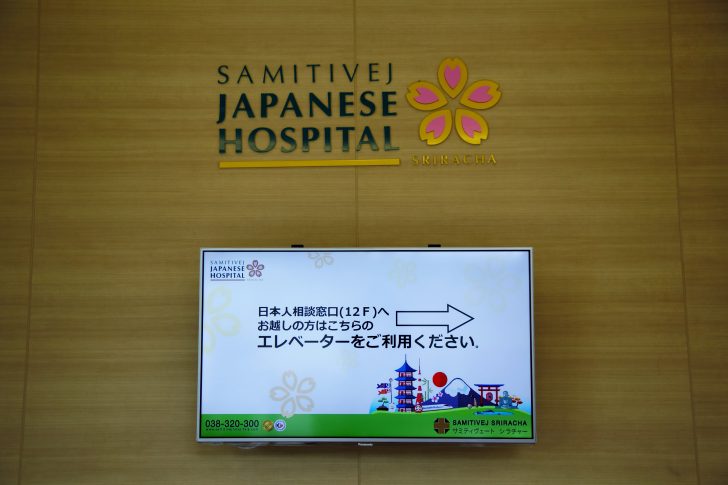 SAMITIVEJ
JAPANESE
HOSPITAL
SRIRACHA
SAMITIVEJ
JAPANESE
HOSPITAL
日本人相談窓口(12F)へ
お越しの方はこちらの
エレベーターをご利用ください。
038-320-300
SAMITIVEJ SRIRACHA
サミティヴェート シラチャー
Panasonic